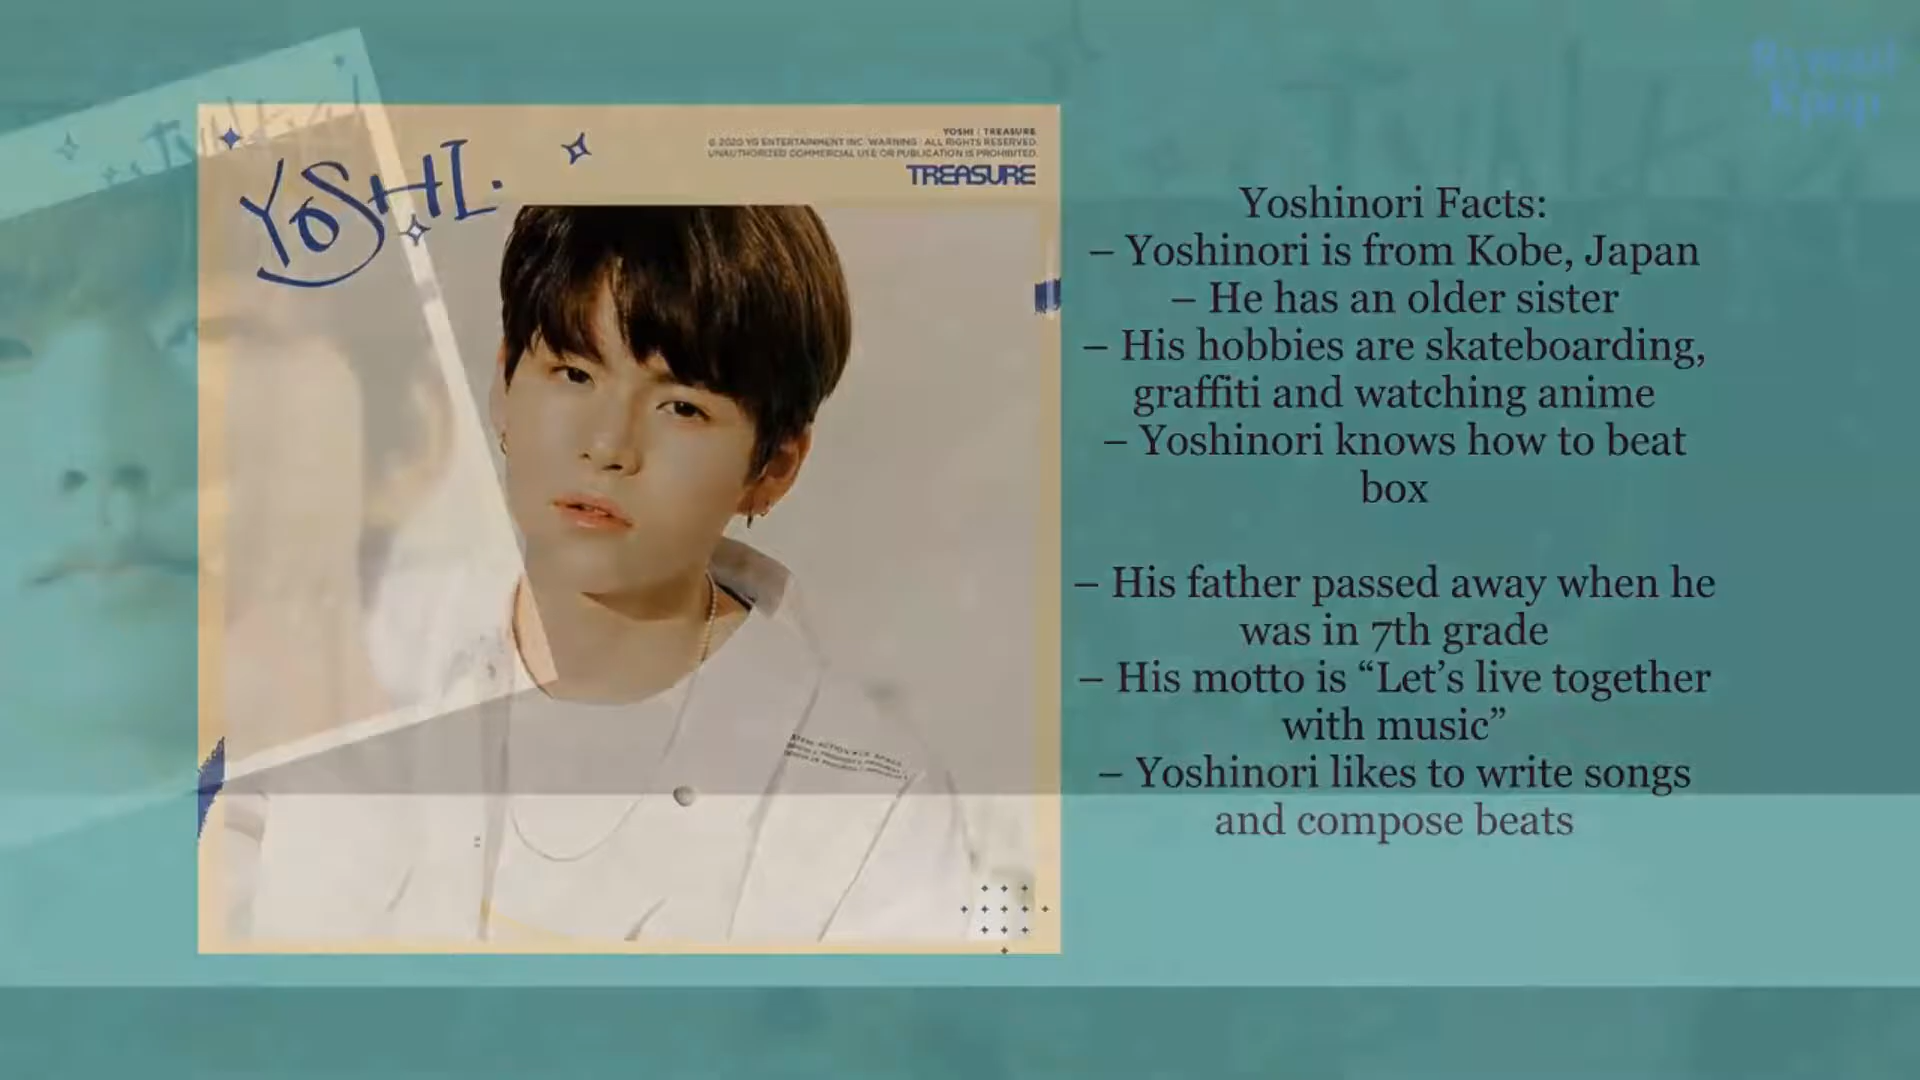 YOSHI.
YOSHI / TREASURE
© 2020 YG ENTERTAINMENT INC. WARNING : ALL RIGHTS RESERVED.
UNAUTHORIZED COMMERCIAL USE OR PUBLICATION IS PROHIBITED.
TREASURE
Yoshinori Facts:
– Yoshinori is from Kobe, Japan
– He has an older sister
– His hobbies are skateboarding,
graffiti and watching anime
– Yoshinori knows how to beat
box
– His father passed away when he
was in 7th grade
– His motto is “Let’s live together
with music”
– Yoshinori likes to write songs
and compose beats